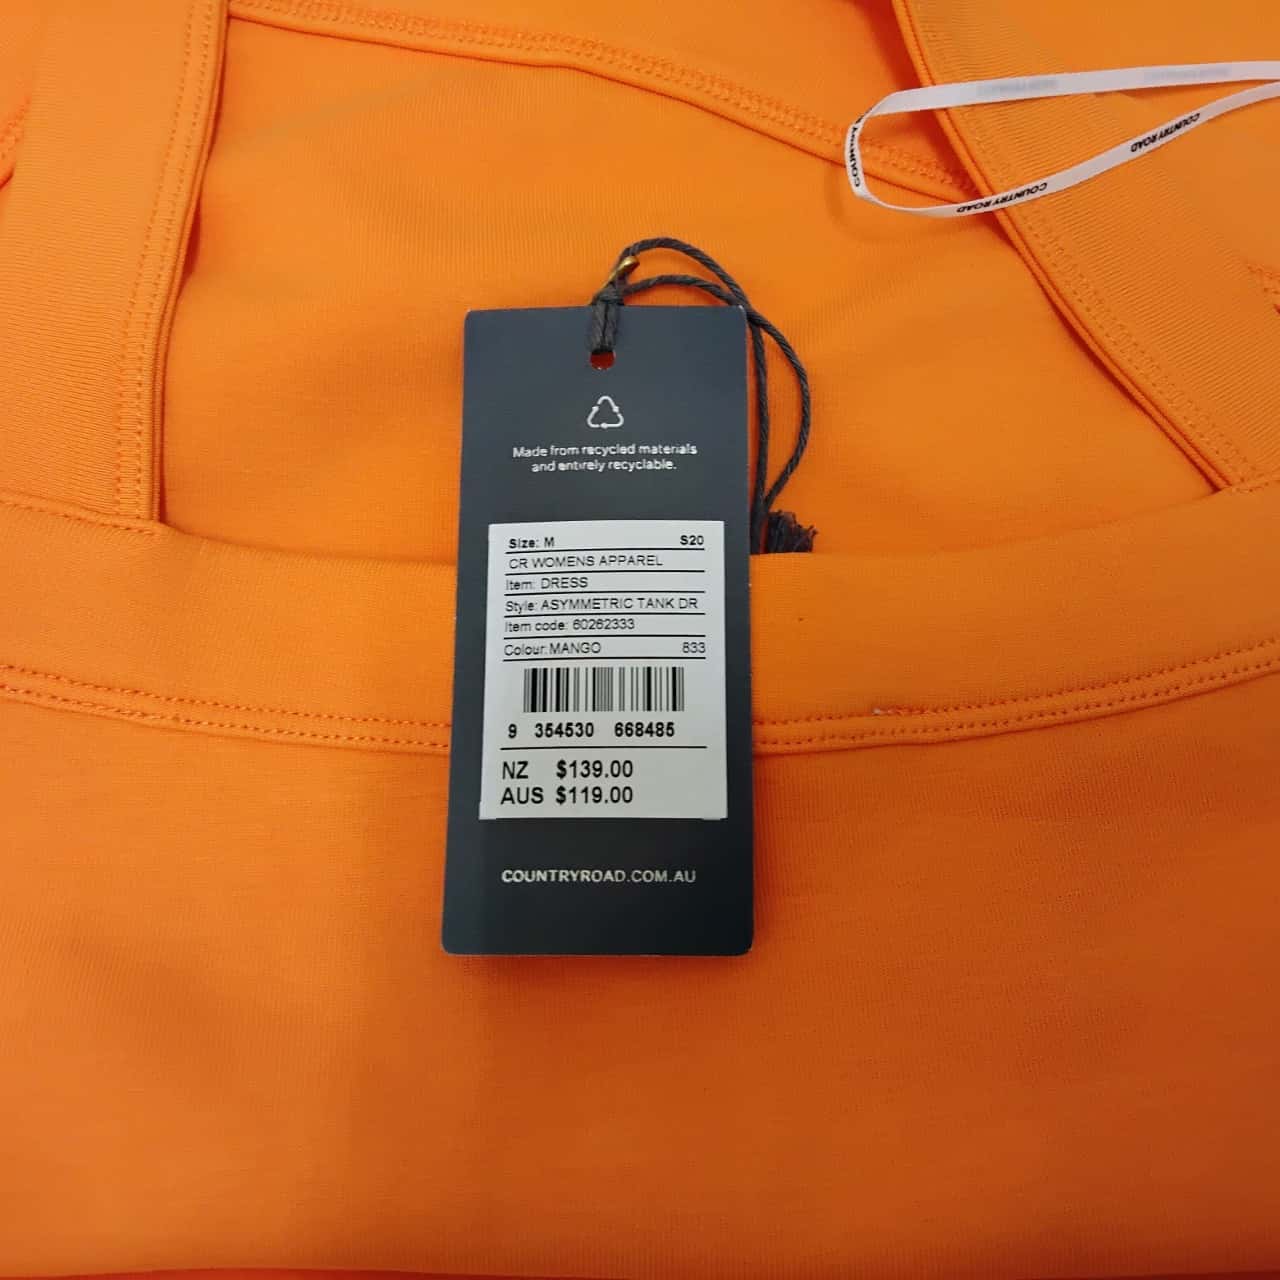 COUNTRY ROAD
COUNTRY ROAD
COUNTRY
Made from recycled materials
and entirely recyclable.
Size: M S20
CR WOMENS APPAREL
Item: DRESS
Style: ASYMMETRIC TANK DR
Item code: 60262333
Colour: MANGO 833
9 354530 668485
NZ $139.00
AUS $119.00
COUNTRYROAD.COM.AU